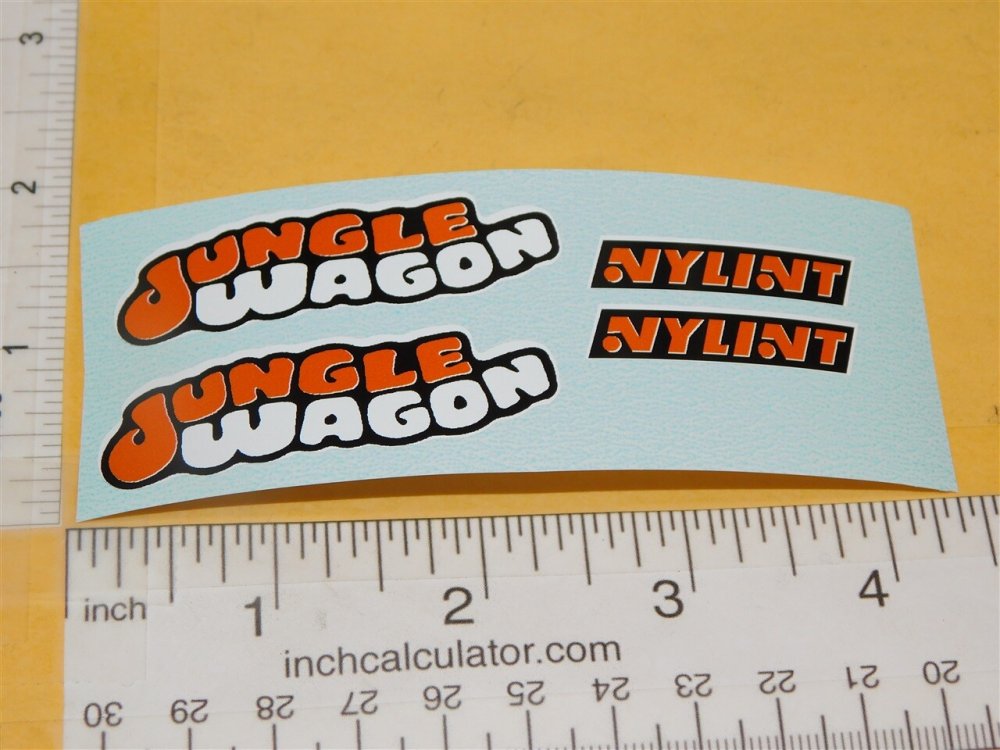 3
2
1
JUNGLE
WAGON
NYLINT
JUNGLE
WAGON
NYLINT
inch 1 2 3 4
inchcalculator.com
30 29 28 27 26 25 24 23 22 21 20